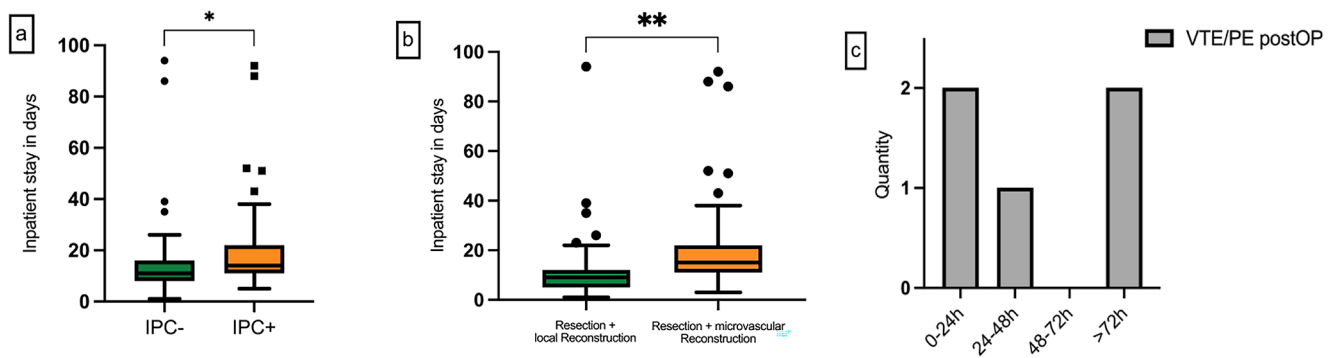 a
*
100
80
60
40
20
0
Inpatient stay in days
IPC-
IPC+
b
**
100
80
60
40
20
0
Inpatient stay in days
Resection +
local Reconstruction
Resection + microvascular
Reconstruction
c
VTE/PE postOP
2
1
0
Quantity
0-24h
24-48h
48-72h
>72h